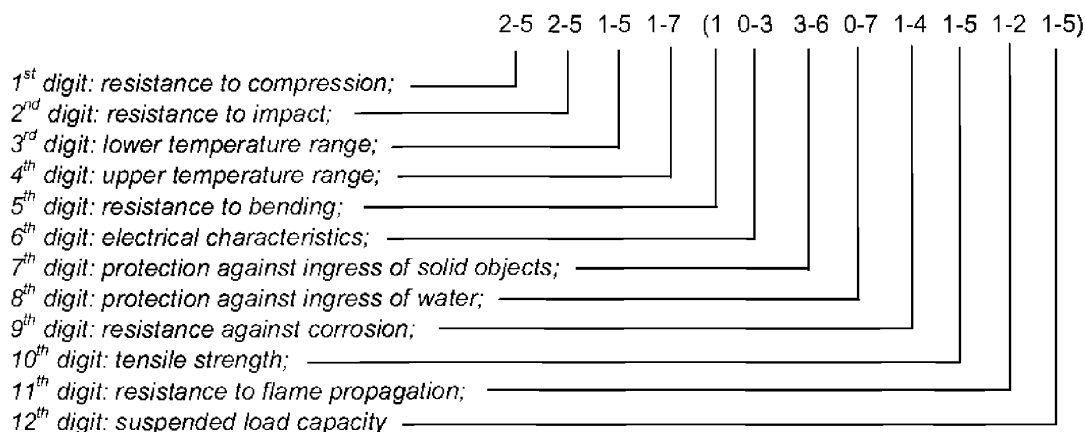 2-5 2-5 1-5 1-7 (1 0-3 3-6 0-7 1-4 1-5 1-2 1-5)
1st digit: resistance to compression;
2nd digit: resistance to impact;
3rd digit: lower temperature range;
4th digit: upper temperature range;
5th digit: resistance to bending;
6th digit: electrical characteristics;
7th digit: protection against ingress of solid objects;
8th digit: protection against ingress of water;
9th digit: resistance against corrosion;
10th digit: tensile strength;
11th digit: resistance to flame propagation;
12th digit: suspended load capacity